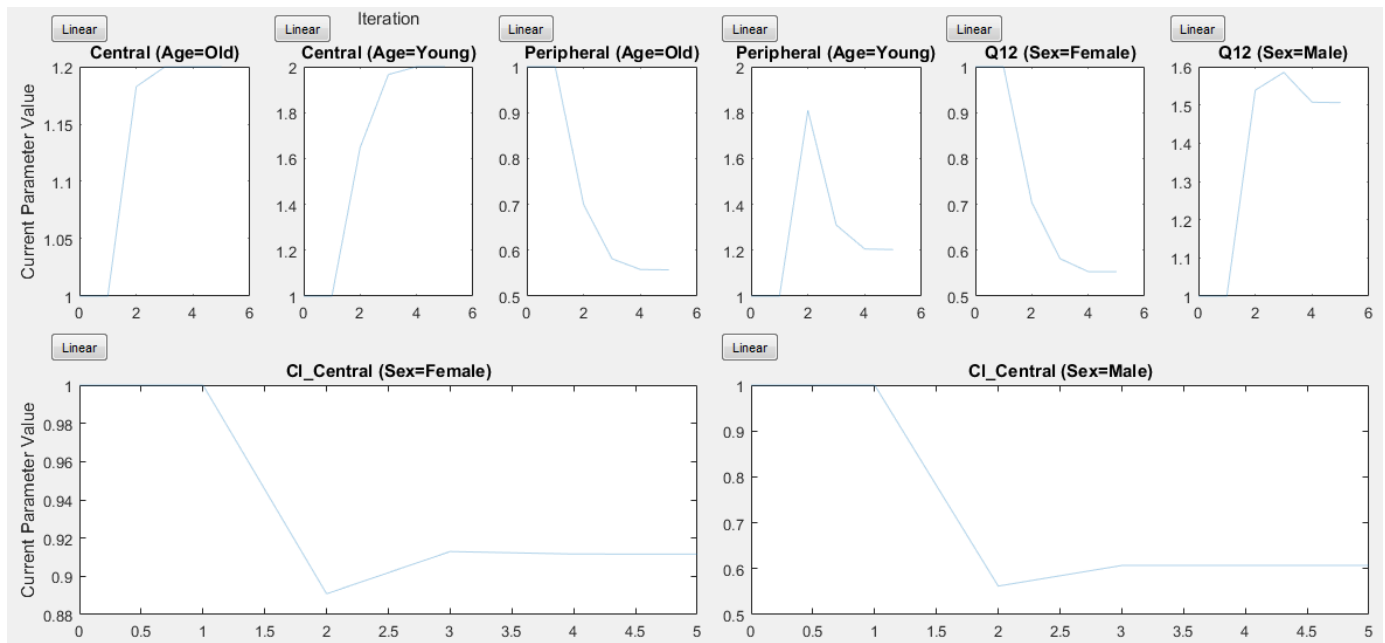 Iteration
Linear Linear Linear Linear Linear Linear
Central (Age=Old) Central (Age=Young) Peripheral (Age=Old) Peripheral (Age=Young) Q12 (Sex=Female) Q12 (Sex=Male)
1.2 2 1 2 1 1.6
0.9 1.8 0.9 1.5
1.15 1.8
0.8 1.6 0.8 1.4
1.1 1.6
0.7 1.4 0.7 1.3
1.4 1.2
1.05 1.2 0.6 1.2 0.6 1.1
1 1 0.5 1 0.5 1
0 2 4 6 0 2 4 6 0 2 4 6 0 2 4 6 0 2 4 6 0 2 4 6
Current Parameter Value
Linear Linear
Cl_Central (Sex=Female) Cl_Central (Sex=Male)
1 1
0.98 0.9
0.96 0.8
0.94 0.7
0.92 0.6
0.9
0.88 0.5
0 0.5 1 1.5 2 2.5 3 3.5 4 4.5 5 0 0.5 1 1.5 2 2.5 3 3.5 4 4.5 5
Current Parameter Value